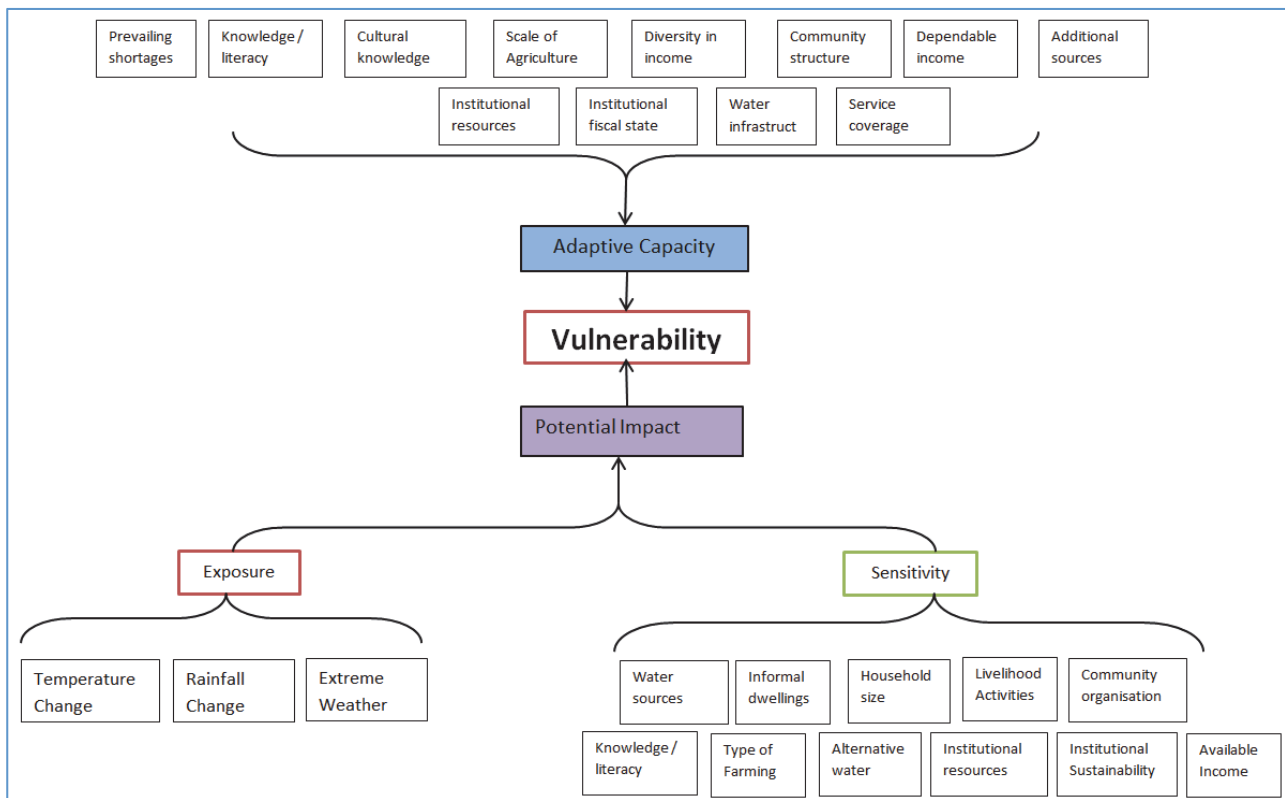 Prevailing
shortages
Knowledge /
literacy
Cultural
knowledge
Scale of
Agriculture
Diversity in
income
Community
structure
Dependable
income
Additional
sources
Institutional
resources
Institutional
fiscal state
Water
infrastruct
Service
coverage
Adaptive Capacity
Vulnerability
Potential Impact
Exposure
Sensitivity
Temperature
Change
Rainfall
Change
Extreme
Weather
Water
sources
Informal
dwellings
Household
size
Livelihood
Activities
Community
organisation
Knowledge /
literacy
Type of
Farming
Alternative
water
Institutional
resources
Institutional
Sustainability
Available
Income